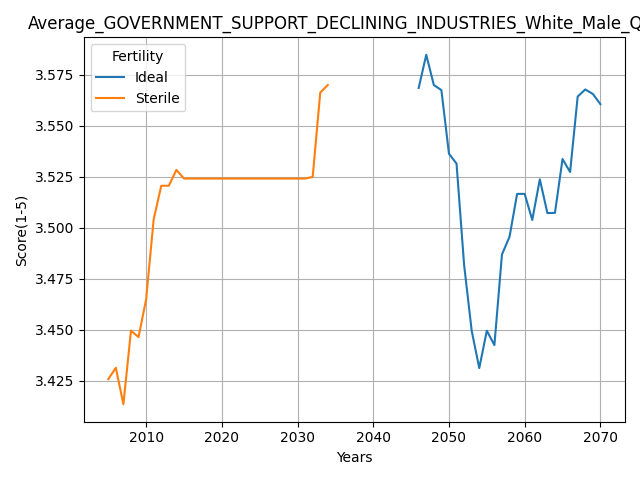 Average_GOVERNMENT_SUPPORT_DECLINING_INDUSTRIES_White_Male_Q
Fertility
Ideal
Sterile
3.575
3.550
3.525
3.500
3.475
3.450
3.425
Score(1-5)
2010 2020 2030 2040 2050 2060 2070
Years